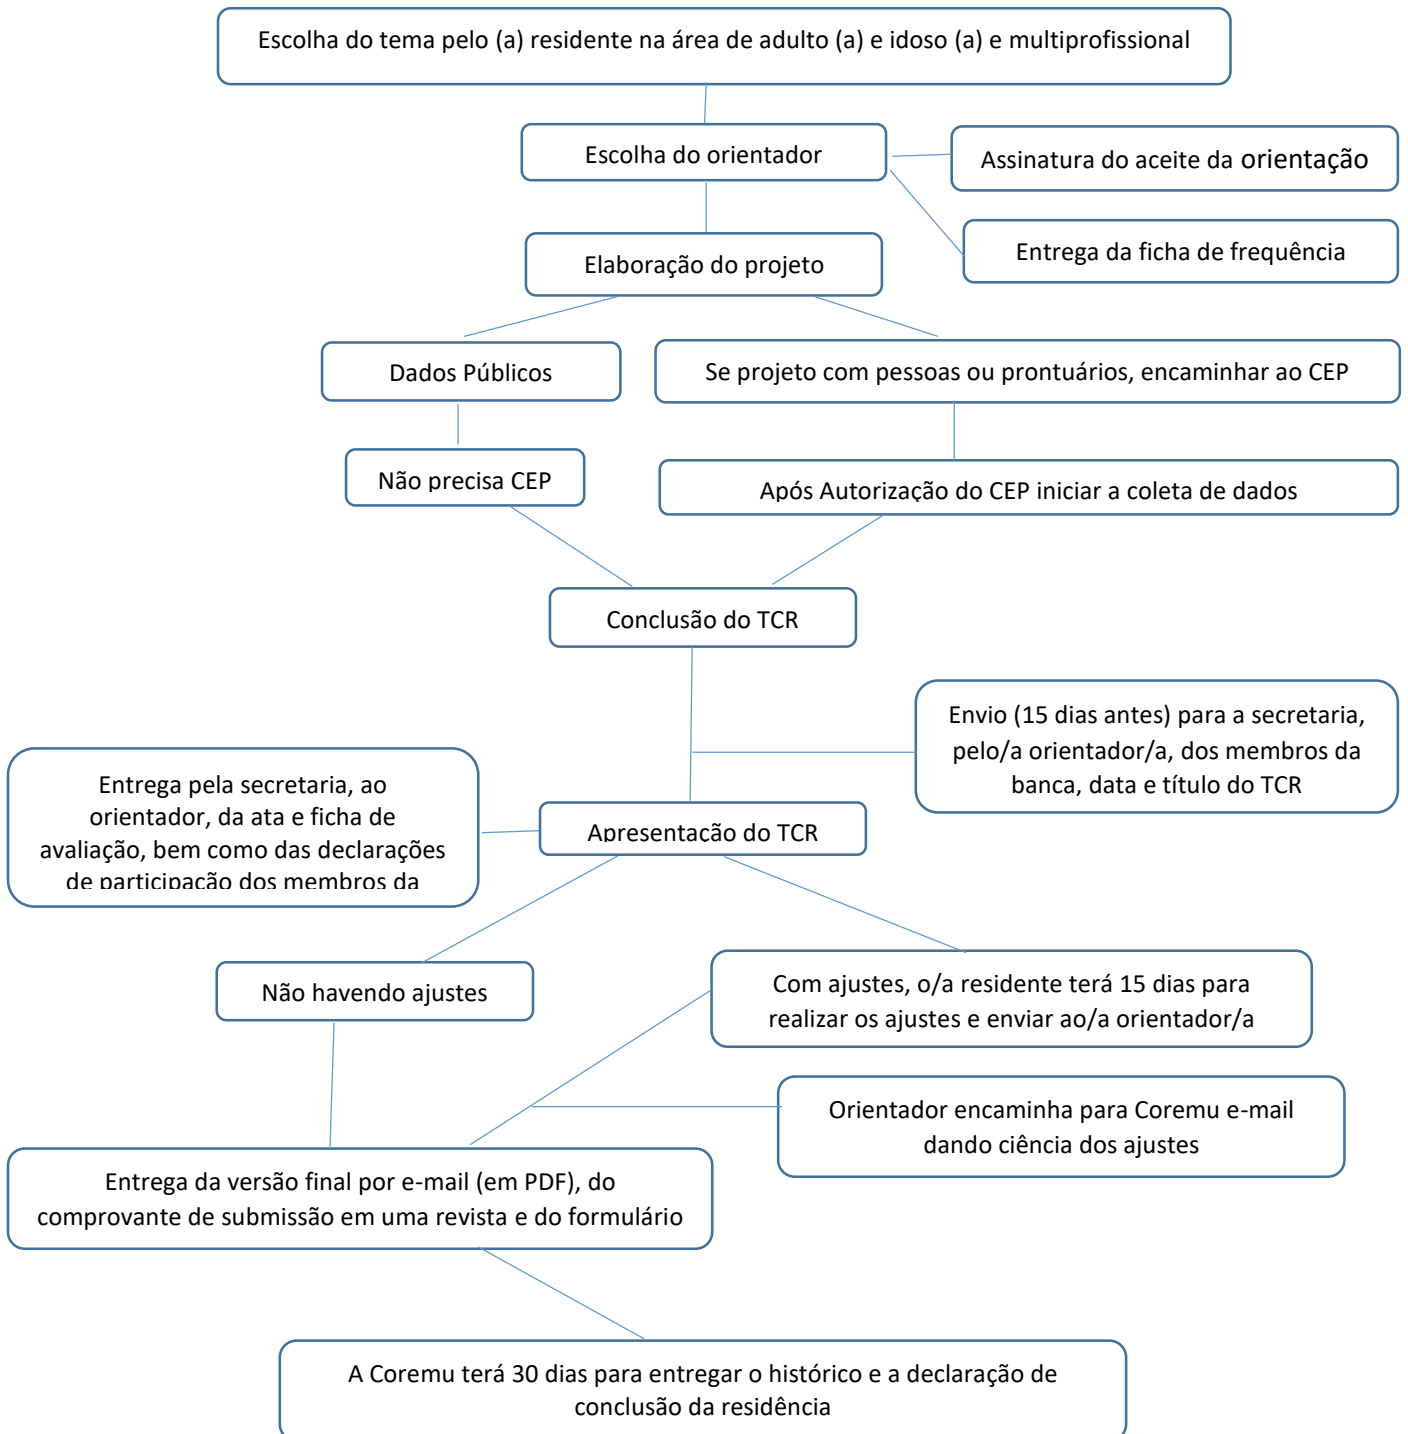 Escolha do tema pelo (a) residente na área de adulto (a) e idoso (a) e multiprofissional
Escolha do orientador
Assinatura do aceite da orientação
Entrega da ficha de frequência
Elaboração do projeto
Dados Públicos
Se projeto com pessoas ou prontuários, encaminhar ao CEP
Não precisa CEP
Após Autorização do CEP iniciar a coleta de dados
Conclusão do TCR
Envio (15 dias antes) para a secretaria,
pelo/a orientador/a, dos membros da
banca, data e título do TCR
Entrega pela secretaria, ao
orientador, da ata e ficha de
avaliação, bem como das declarações
de participação dos membros da
Apresentação do TCR
Não havendo ajustes
Com ajustes, o/a residente terá 15 dias para
realizar os ajustes e enviar ao/a orientador/a
Orientador encaminha para Coremu e-mail
dando ciência dos ajustes
Entrega da versão final por e-mail (em PDF), do
comprovante de submissão em uma revista e do formulário
A Coremu terá 30 dias para entregar o histórico e a declaração de
conclusão da residência